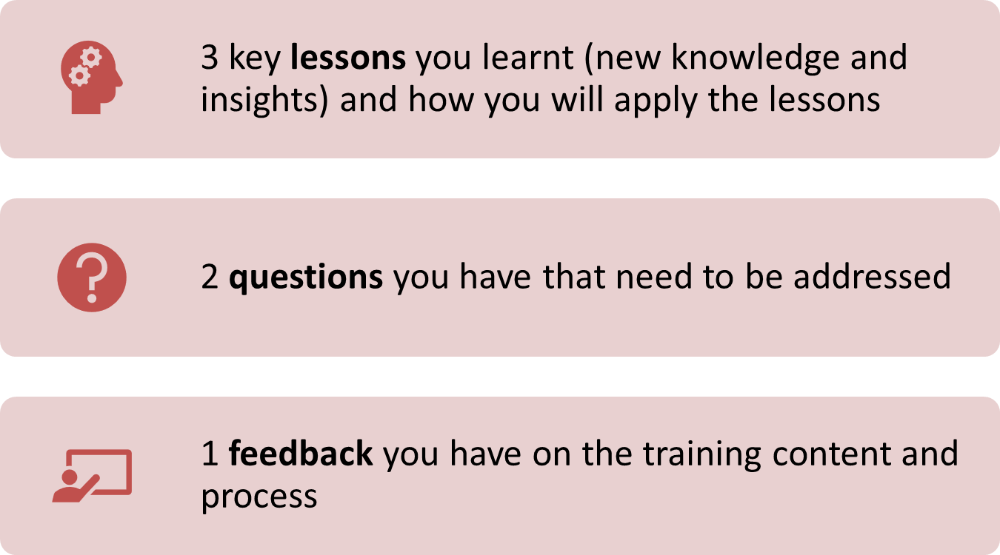 3 key lessons you learnt (new knowledge and
insights) and how you will apply the lessons
2 questions you have that need to be addressed
1 feedback you have on the training content and
process